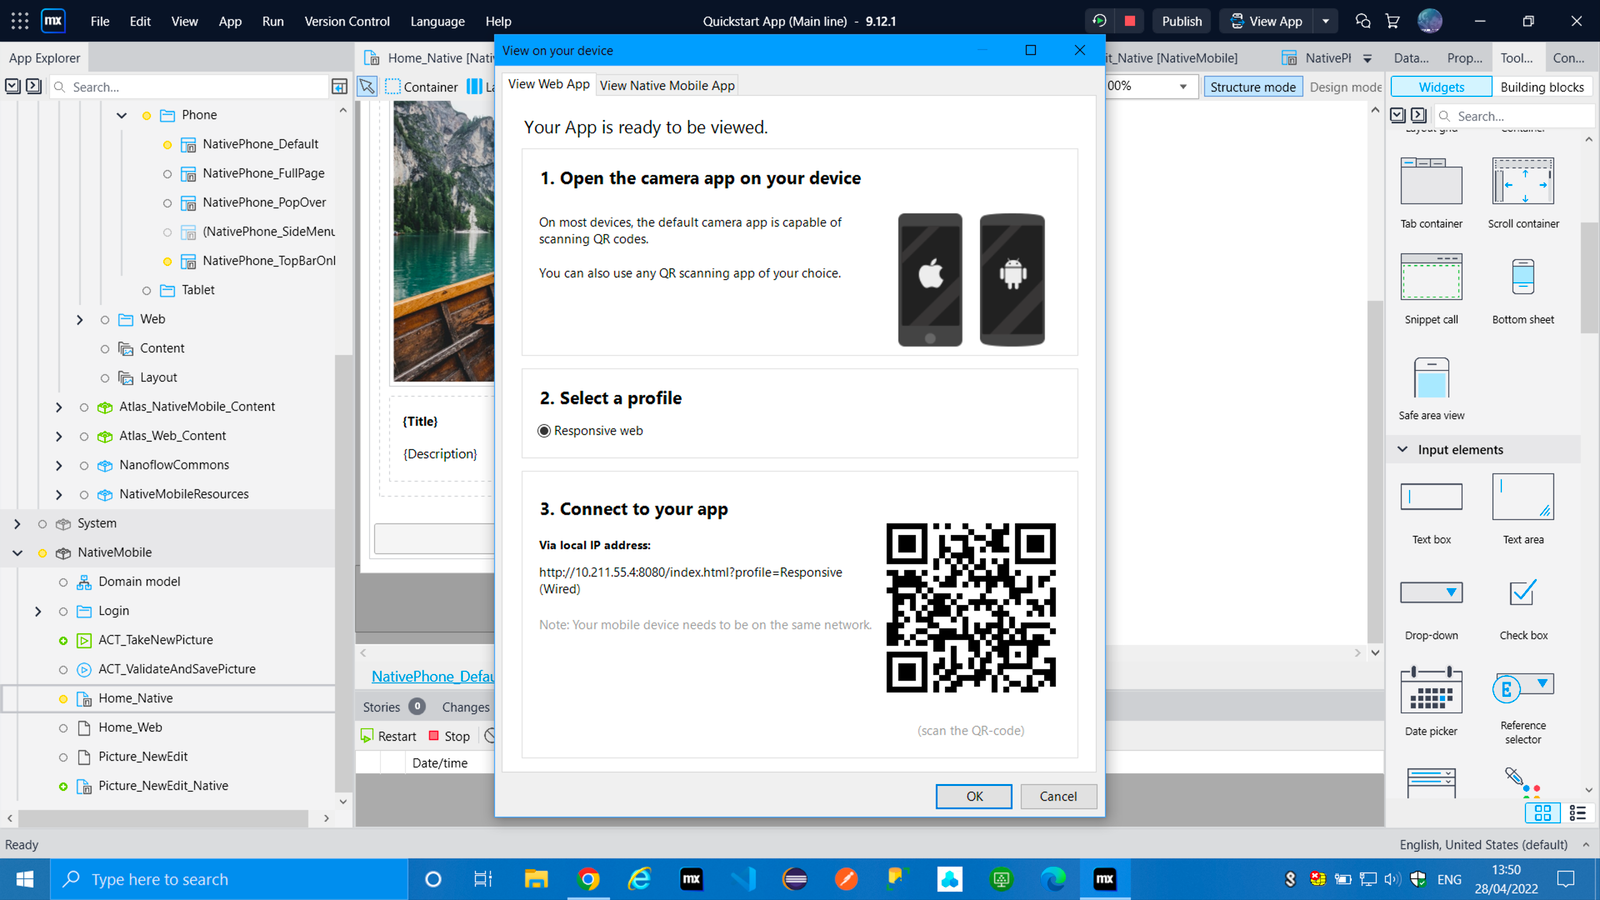 mx
File Edit View App Run Version Control Language Help
Quickstart App (Main line) - 9.12.1
Publish
View App
App Explorer
Search...
Phone
NativePhone_Default
NativePhone_FullPage
NativePhone_PopOver
(NativePhone_SideMenu
NativePhone_TopBarOnl
Tablet
Web
Content
Layout
Atlas_NativeMobile_Content
Atlas_Web_Content
NanoflowCommons
NativeMobileResources
System
NativeMobile
Domain model
Login
ACT_TakeNewPicture
ACT_ValidateAndSavePicture
Home_Native
Home_Web
Picture_NewEdit
Picture_NewEdit_Native
Home_Native [Nativ
Container
La
{Title}
{Description}
NativePhone_Defau
Stories 0 Changes
Restart Stop
Date/time
View on your device
View Web App
View Native Mobile App
Your App is ready to be viewed.
1. Open the camera app on your device
On most devices, the default camera app is capable of
scanning QR codes.
You can also use any QR scanning app of your choice.
2. Select a profile
Responsive web
3. Connect to your app
Via local IP address:
http://10.211.55.4:8080/index.html?profile=Responsive
(Wired)
Note: Your mobile device needs to be on the same network.
(scan the QR-code)
OK
Cancel
it_Native [NativeMobile]
NativePl
00%
Structure mode
Design mode
Data... Prop... Tool... Con...
Widgets
Building blocks
Search...
Layout grid
Container
Tab container
Scroll container
Snippet call
Bottom sheet
Safe area view
Input elements
Text box
Text area
Drop-down
Check box
Date picker
E
Reference
selector
Ready
English, United States (default)
Type here to search
mx
mx
ENG
13:50
28/04/2022